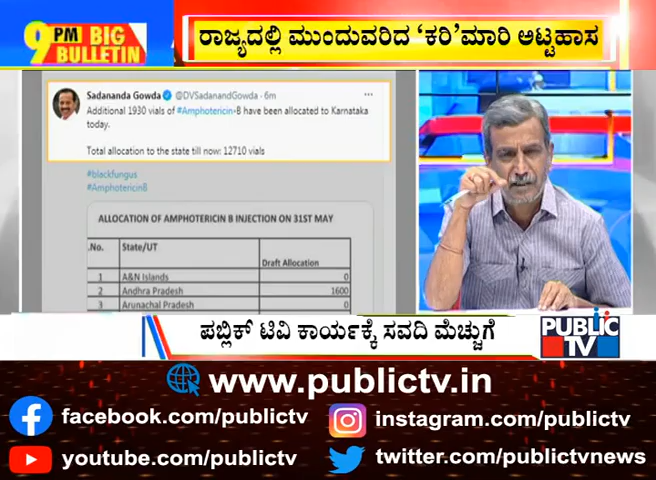 9 PM BIG BULLETIN
ರಾಜ್ಯದಲ್ಲಿ ಮುಂದುವರಿದ ‘ಕರಿ’ಮಾರಿ ಅಟ್ಟಹಾಸ
Sadananda Gowda @DVSadanandGowda · 6m
Additional 1930 vials of #Amphotericin-B have been allocated to Karnataka
today.
Total allocation to the state till now: 12710 vials
#blackfungus
#AmphotericinB
ALLOCATION OF AMPHOTERICIN B INJECTION ON 31ST MAY
.No. State/UT Draft Allocation
1 A&N Islands 0
2 Andhra Pradesh 1600
3 Arunachal Pradesh 0
ಪಬ್ಲಿಕ್ ಟಿವಿ ಕಾರ್ಯಕ್ಕೆ ಸವದಿ ಮೆಚ್ಚುಗೆ
PUBLIC TV
www.publictv.in
facebook.com/publictv
instagram.com/publictv
youtube.com/publictv
twitter.com/publictvnews